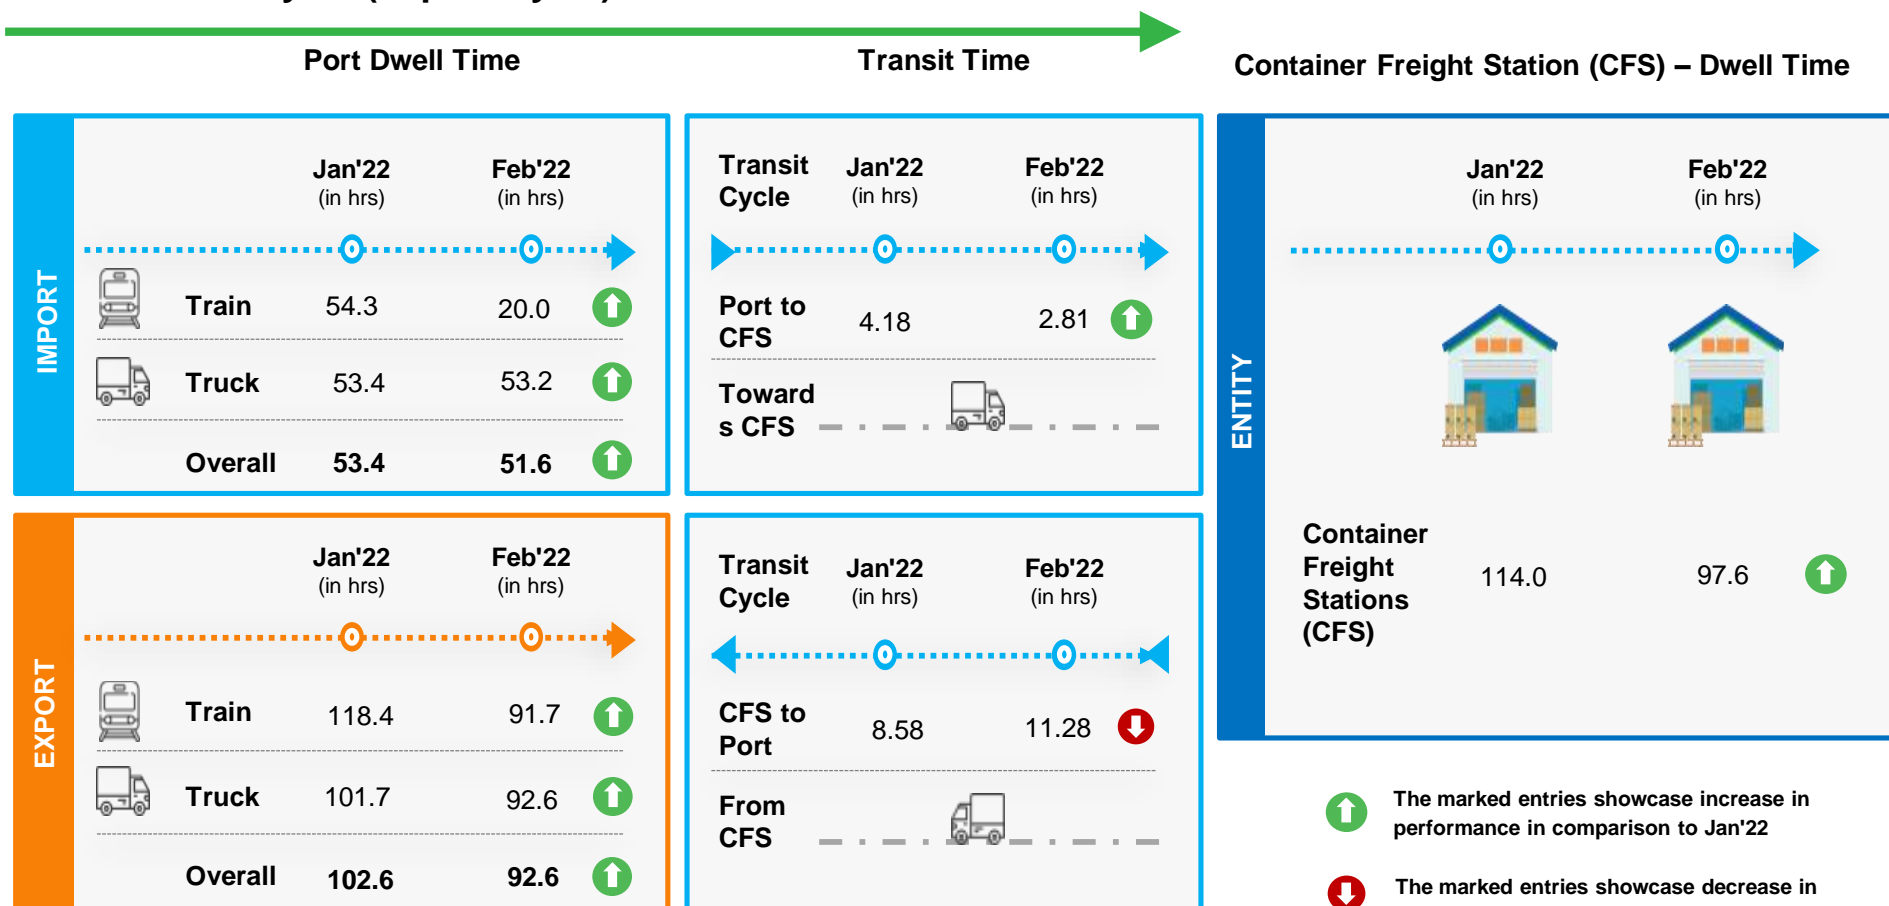 Port Dwell Time
Transit Time
Container Freight Station (CFS) – Dwell Time
IMPORT
Jan'22
(in hrs)
Feb'22
(in hrs)
Train 54.3 20.0
Truck 53.4 53.2
Overall 53.4 51.6
Transit
Cycle
Jan'22
(in hrs)
Feb'22
(in hrs)
Port to
CFS
4.18 2.81
Toward
s CFS
ENTITY
Jan'22
(in hrs)
Feb'22
(in hrs)
Container
Freight
Stations
(CFS)
114.0 97.6
EXPORT
Jan'22
(in hrs)
Feb'22
(in hrs)
Train 118.4 91.7
Truck 101.7 92.6
Overall 102.6 92.6
Transit
Cycle
Jan'22
(in hrs)
Feb'22
(in hrs)
CFS to
Port
8.58 11.28
From
CFS
The marked entries showcase increase in
performance in comparison to Jan'22
The marked entries showcase decrease in